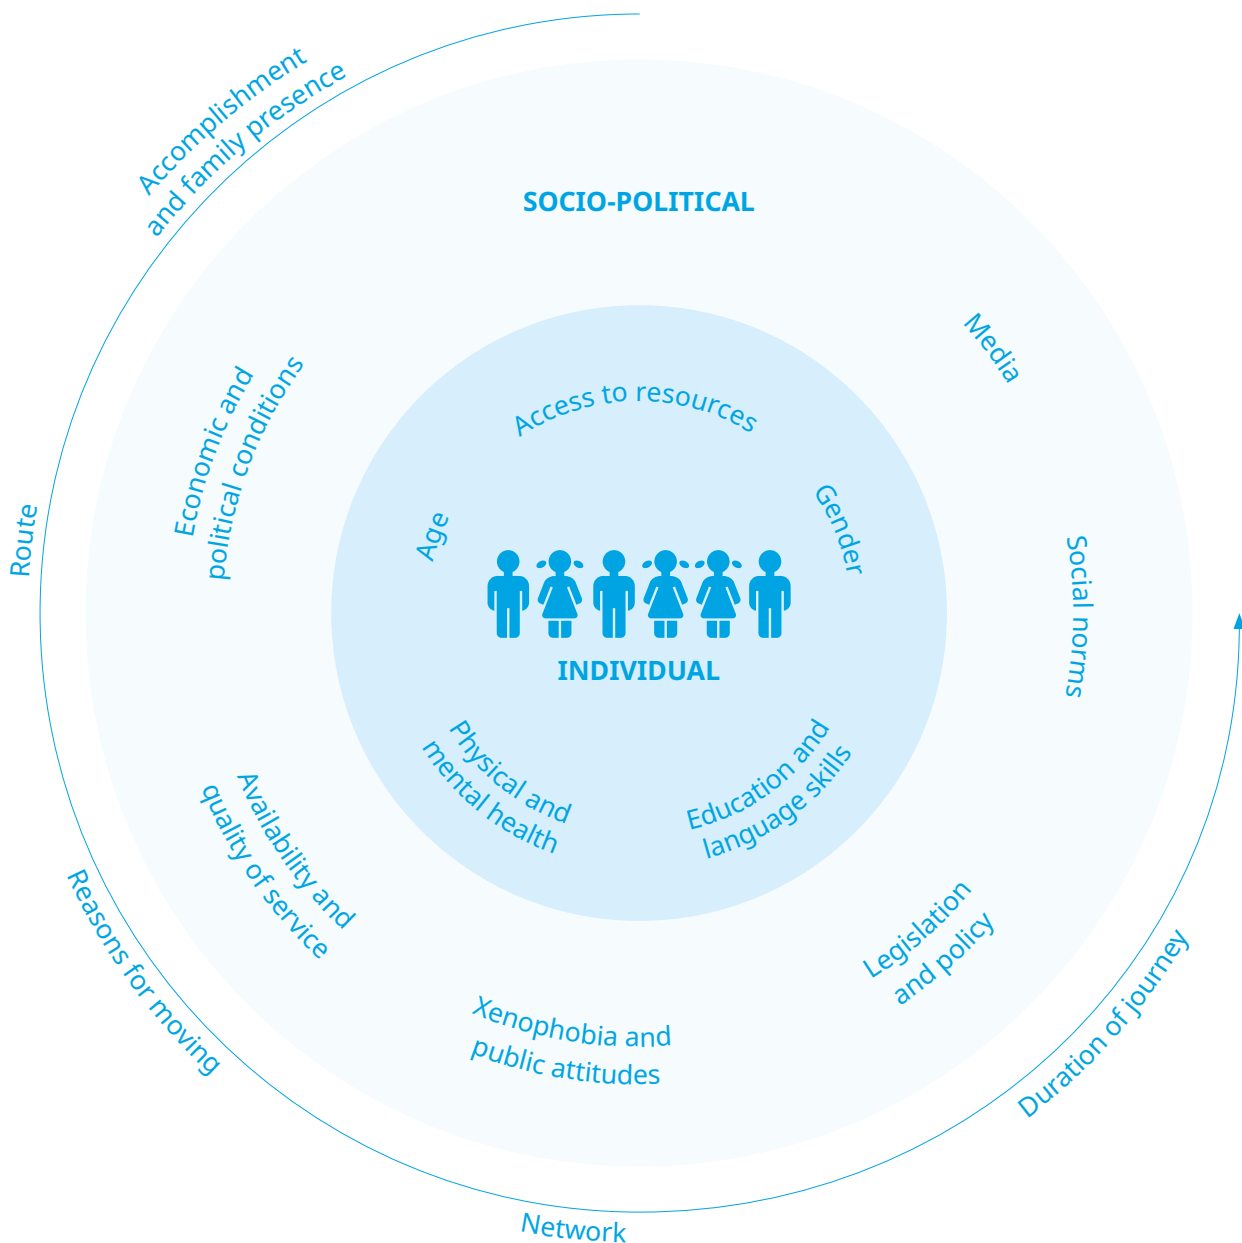 Accomplishment
and family presence
SOCIO-POLITICAL
Media
Economic and
political conditions
Access to resources
Age
Gender
Route
Social norms
INDIVIDUAL
Physical and
mental health
Education and
language skills
Availability and
quality of service
Reasons for moving
Legislation
and policy
Duration of journey
Xenophobia and
public attitudes
Network